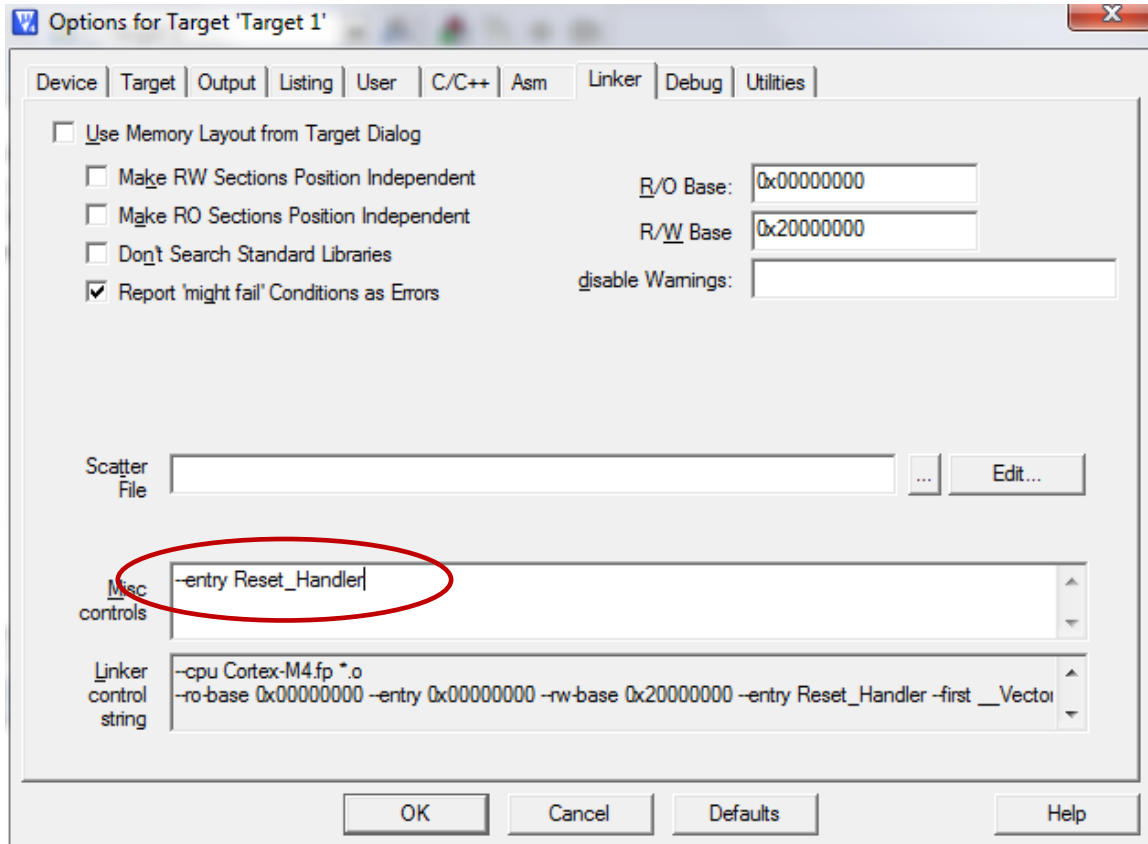 Options for Target 'Target 1'
Device Target Output Listing User C/C++ Asm Linker Debug Utilities
Use Memory Layout from Target Dialog
Make RW Sections Position Independent
R/O Base: 0x00000000
Make RO Sections Position Independent
R/W Base 0x20000000
Don't Search Standard Libraries
disable Warnings:
Report 'might fail' Conditions as Errors
Scatter
File
... Edit...
Misc
controls
--entry Reset_Handler
Linker
control
string
--cpu Cortex-M4.fp *.o
--ro-base 0x00000000 --entry 0x00000000 --rw-base 0x20000000 --entry Reset_Handler --first __Vector
OK Cancel Defaults Help